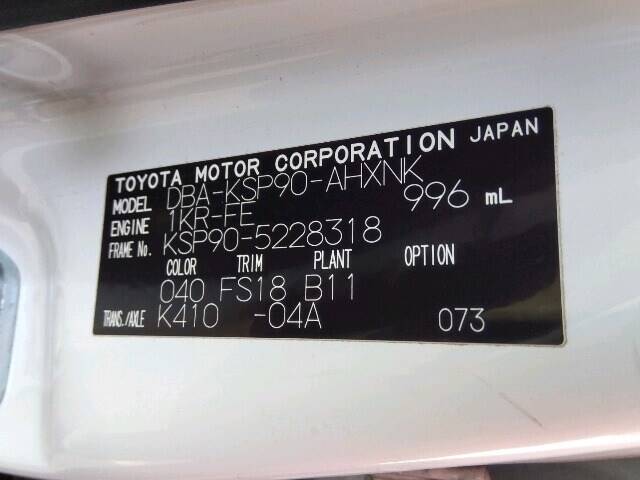 TOYOTA MOTOR CORPORATION JAPAN
MODEL DBA-KSP90-AHXNK
ENGINE 1KR-FE 996 mL
FRAME No. KSP90-5228318
COLOR TRIM PLANT OPTION
040 FS18 B11
TRANS./AXLE K410 -04A 073